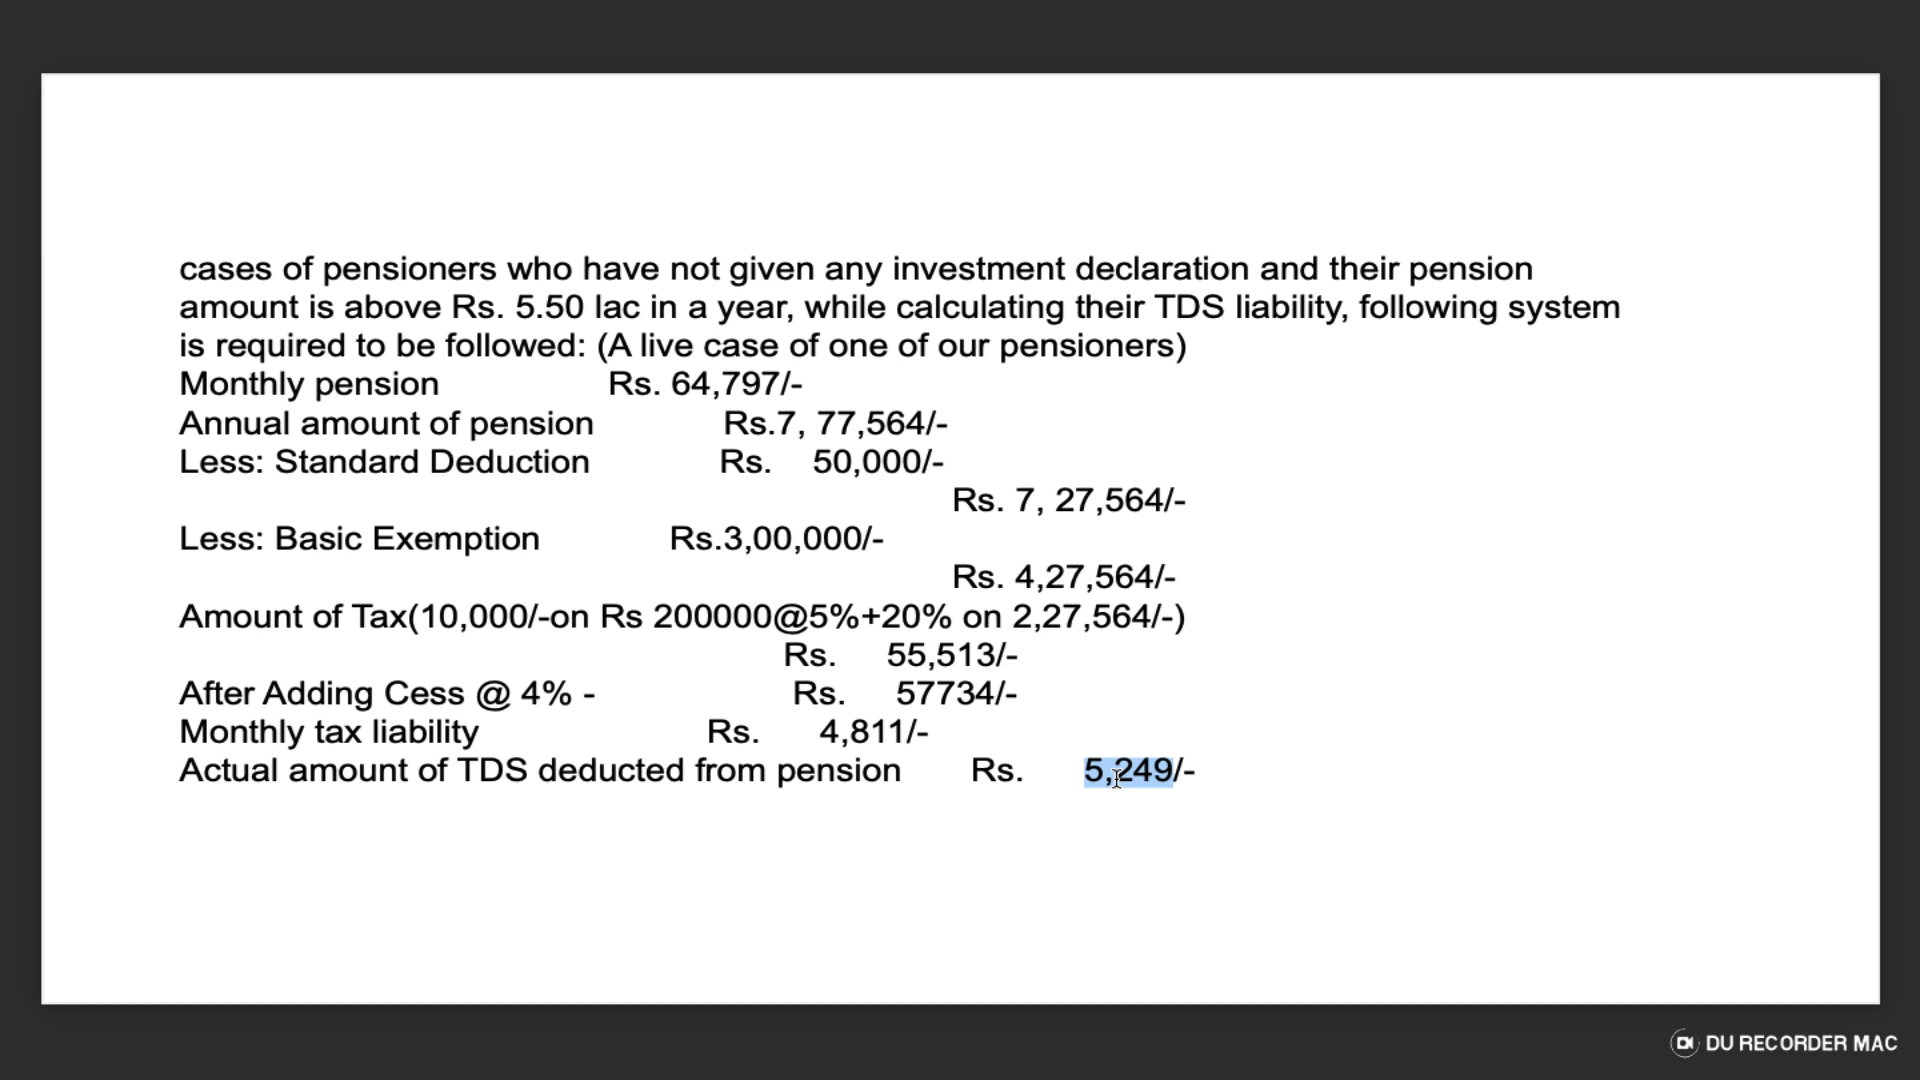 cases of pensioners who have not given any investment declaration and their pension
amount is above Rs. 5.50 lac in a year, while calculating their TDS liability, following system
is required to be followed: (A live case of one of our pensioners)
Monthly pension Rs. 64,797/-
Annual amount of pension Rs.7, 77,564/-
Less: Standard Deduction Rs. 50,000/-
Rs. 7, 27,564/-
Less: Basic Exemption Rs.3,00,000/-
Rs. 4,27,564/-
Amount of Tax(10,000/-on Rs 200000@5%+20% on 2,27,564/-)
Rs. 55,513/-
After Adding Cess @ 4% - Rs. 57734/-
Monthly tax liability Rs. 4,811/-
Actual amount of TDS deducted from pension Rs. 5,249/-
DU RECORDER MAC